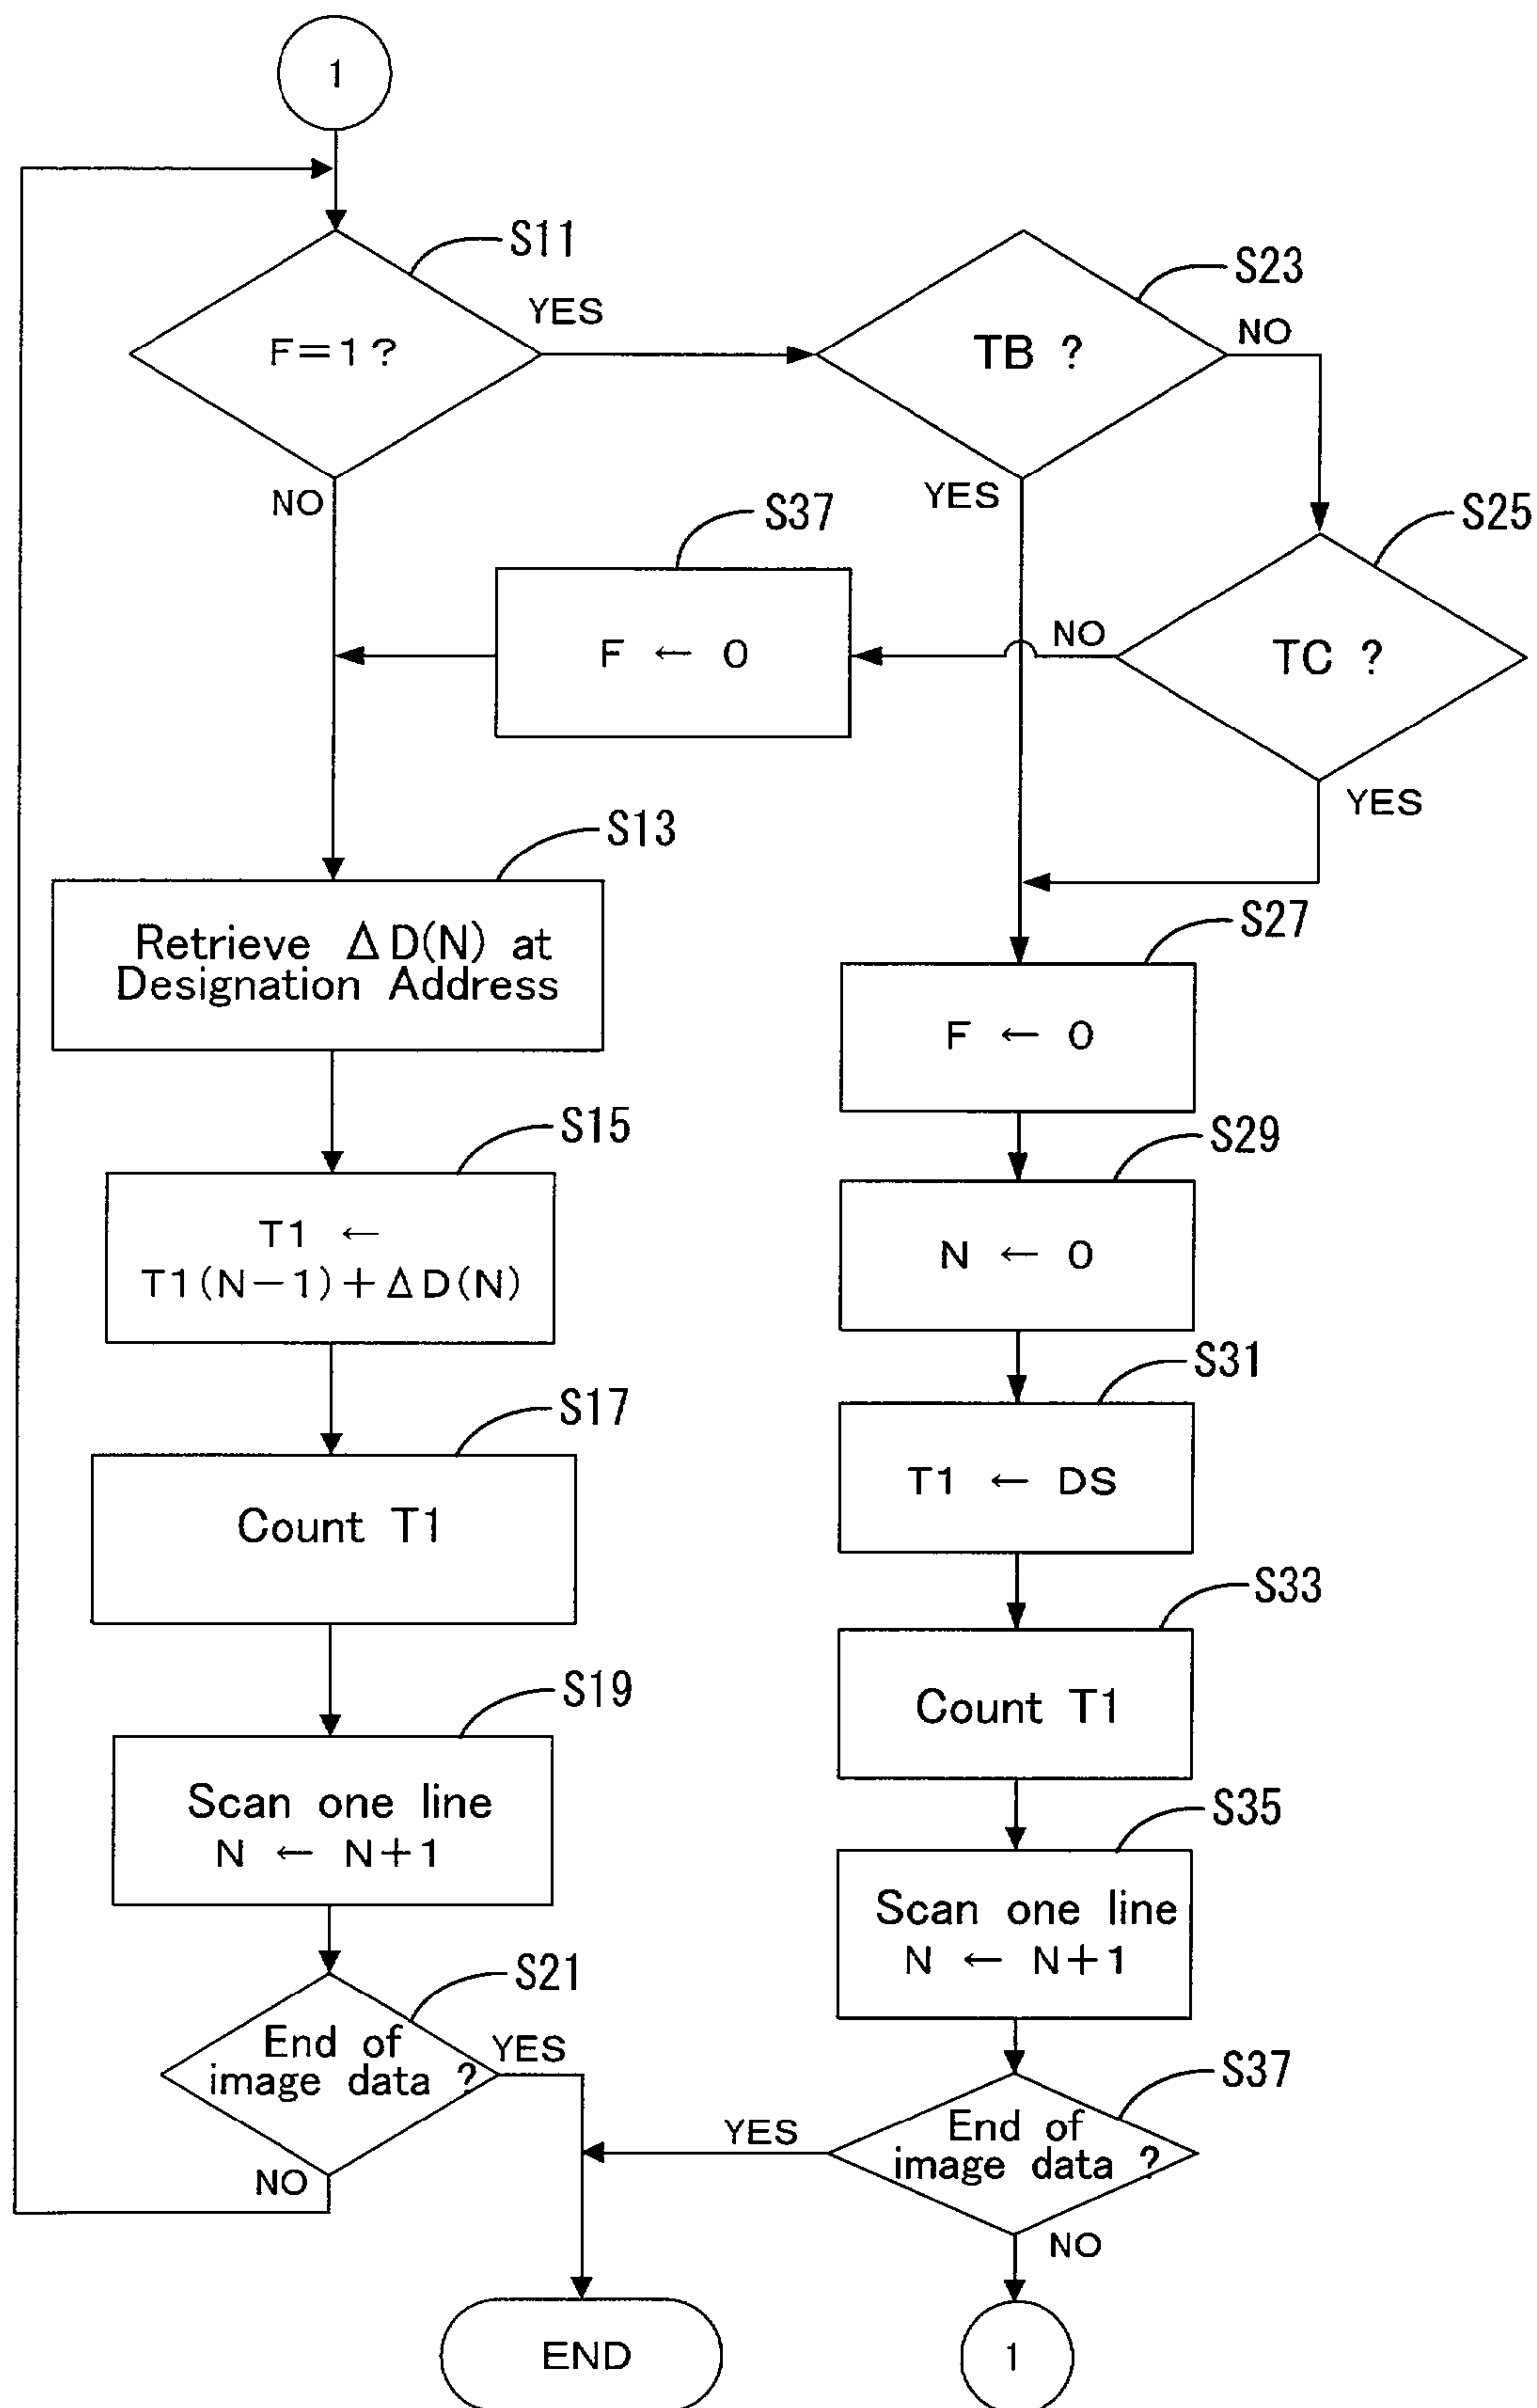 1
S11
F=1?
YES
NO
S23
TB ?
NO
YES
S37
F ← 0
NO
S25
TC ?
YES
S13
Retrieve Δ D(N) at
Designation Address
S27
F ← 0
S15
T1 ←
T1(N-1)+ΔD(N)
S29
N ← 0
S17
Count T1
S31
T1 ← DS
S33
Count T1
S19
Scan one line
N ← N+1
S35
Scan one line
N ← N+1
S21
End of
image data ?
YES
NO
S37
End of
image data ?
YES
NO
END
1